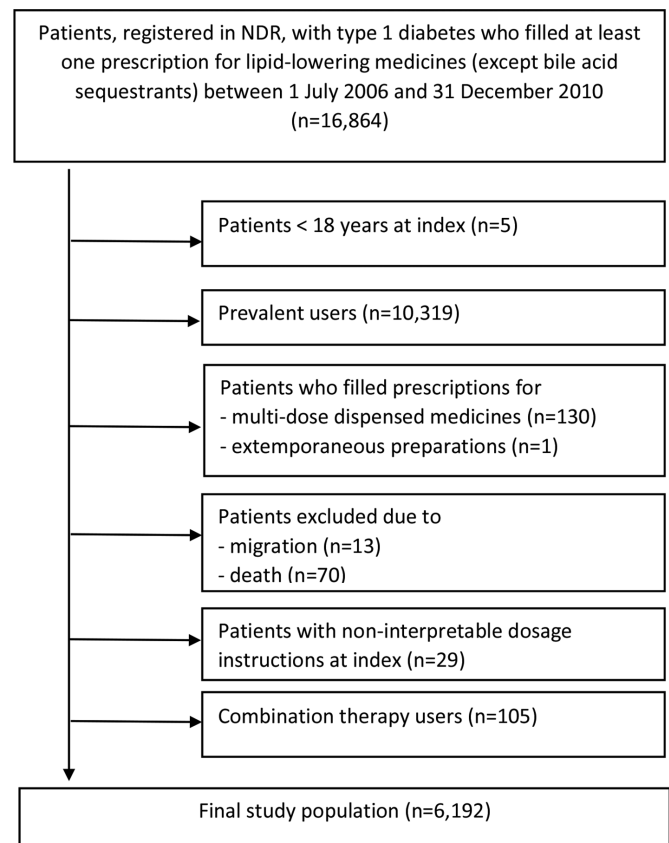 Patients, registered in NDR, with type 1 diabetes who filled at least
one prescription for lipid-lowering medicines (except bile acid
sequestrants) between 1 July 2006 and 31 December 2010
(n=16,864)
Patients < 18 years at index (n=5)
Prevalent users (n=10,319)
Patients who filled prescriptions for
- multi-dose dispensed medicines (n=130)
- extemporaneous preparations (n=1)
Patients excluded due to
- migration (n=13)
- death (n=70)
Patients with non-interpretable dosage
instructions at index (n=29)
Combination therapy users (n=105)
Final study population (n=6,192)